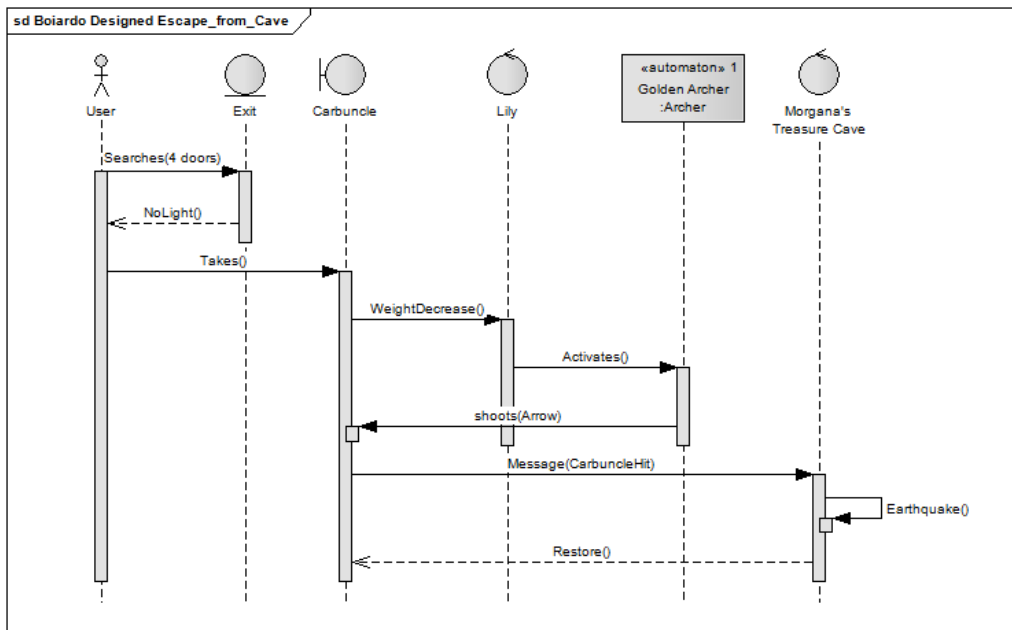 sd Boiardo Designed Escape_from_Cave
User
Exit
Carbuncle
Lily
«automaton» 1
Golden Archer
:Archer
Morgana's
Treasure Cave
Searches(4 doors)
NoLight()
Takes()
WeightDecrease()
Activates()
shoots(Arrow)
Message(CarbuncleHit)
Earthquake()
Restore()